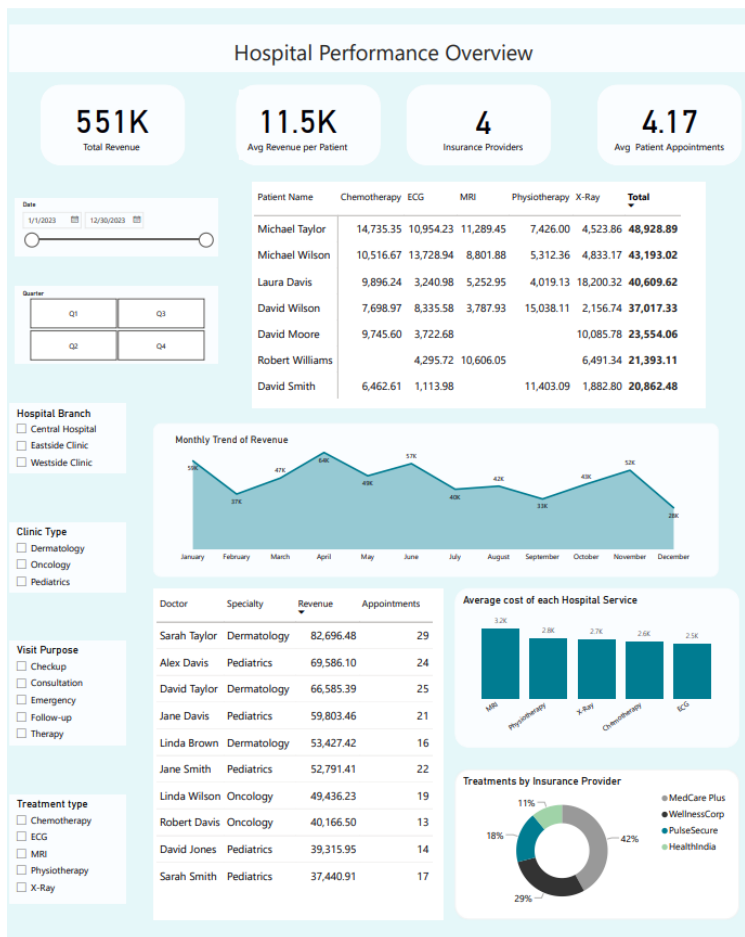 Hospital Performance Overview
551K
Total Revenue
11.5K
Avg Revenue per Patient
4
Insurance Providers
4.17
Avg Patient Appointments
Date
1/1/2023 12/30/2023
Quarter
Q1 Q3
Q2 Q4
Patient Name Chemotherapy ECG MRI Physiotherapy X-Ray Total
Michael Taylor 14,735.35 10,954.23 11,289.45 7,426.00 4,523.86 48,928.89
Michael Wilson 10,516.67 13,728.94 8,801.88 5,312.36 4,833.17 43,193.02
Laura Davis 9,896.24 3,240.98 5,252.95 4,019.13 18,200.32 40,609.62
David Wilson 7,698.97 8,335.58 3,787.93 15,038.11 2,156.74 37,017.33
David Moore 9,745.60 3,722.68 10,085.78 23,554.06
Robert Williams 4,295.72 10,606.05 6,491.34 21,393.11
David Smith 6,462.61 1,113.98 11,403.09 1,882.80 20,862.48
Hospital Branch
Central Hospital
Eastside Clinic
Westside Clinic
Monthly Trend of Revenue
59K 37K 47K 64K 49K 57K 40K 42K 33K 43K 52K 28K
January February March April May June July August September October November December
Clinic Type
Dermatology
Oncology
Pediatrics
Visit Purpose
Checkup
Consultation
Emergency
Follow-up
Therapy
Treatment type
Chemotherapy
ECG
MRI
Physiotherapy
X-Ray
Doctor Specialty Revenue Appointments
Sarah Taylor Dermatology 82,696.48 29
Alex Davis Pediatrics 69,586.10 24
David Taylor Dermatology 66,585.39 25
Jane Davis Pediatrics 59,803.46 21
Linda Brown Dermatology 53,427.42 16
Jane Smith Pediatrics 52,791.41 22
Linda Wilson Oncology 49,436.23 19
Robert Davis Oncology 40,166.50 13
David Jones Pediatrics 39,315.95 14
Sarah Smith Pediatrics 37,440.91 17
Average cost of each Hospital Service
3.2K 2.8K 2.7K 2.6K 2.5K
MRI Physiotherapy X-Ray Chemotherapy ECG
Treatments by Insurance Provider
11%
18%
42%
29%
MedCare Plus
WellnessCorp
PulseSecure
HealthIndia